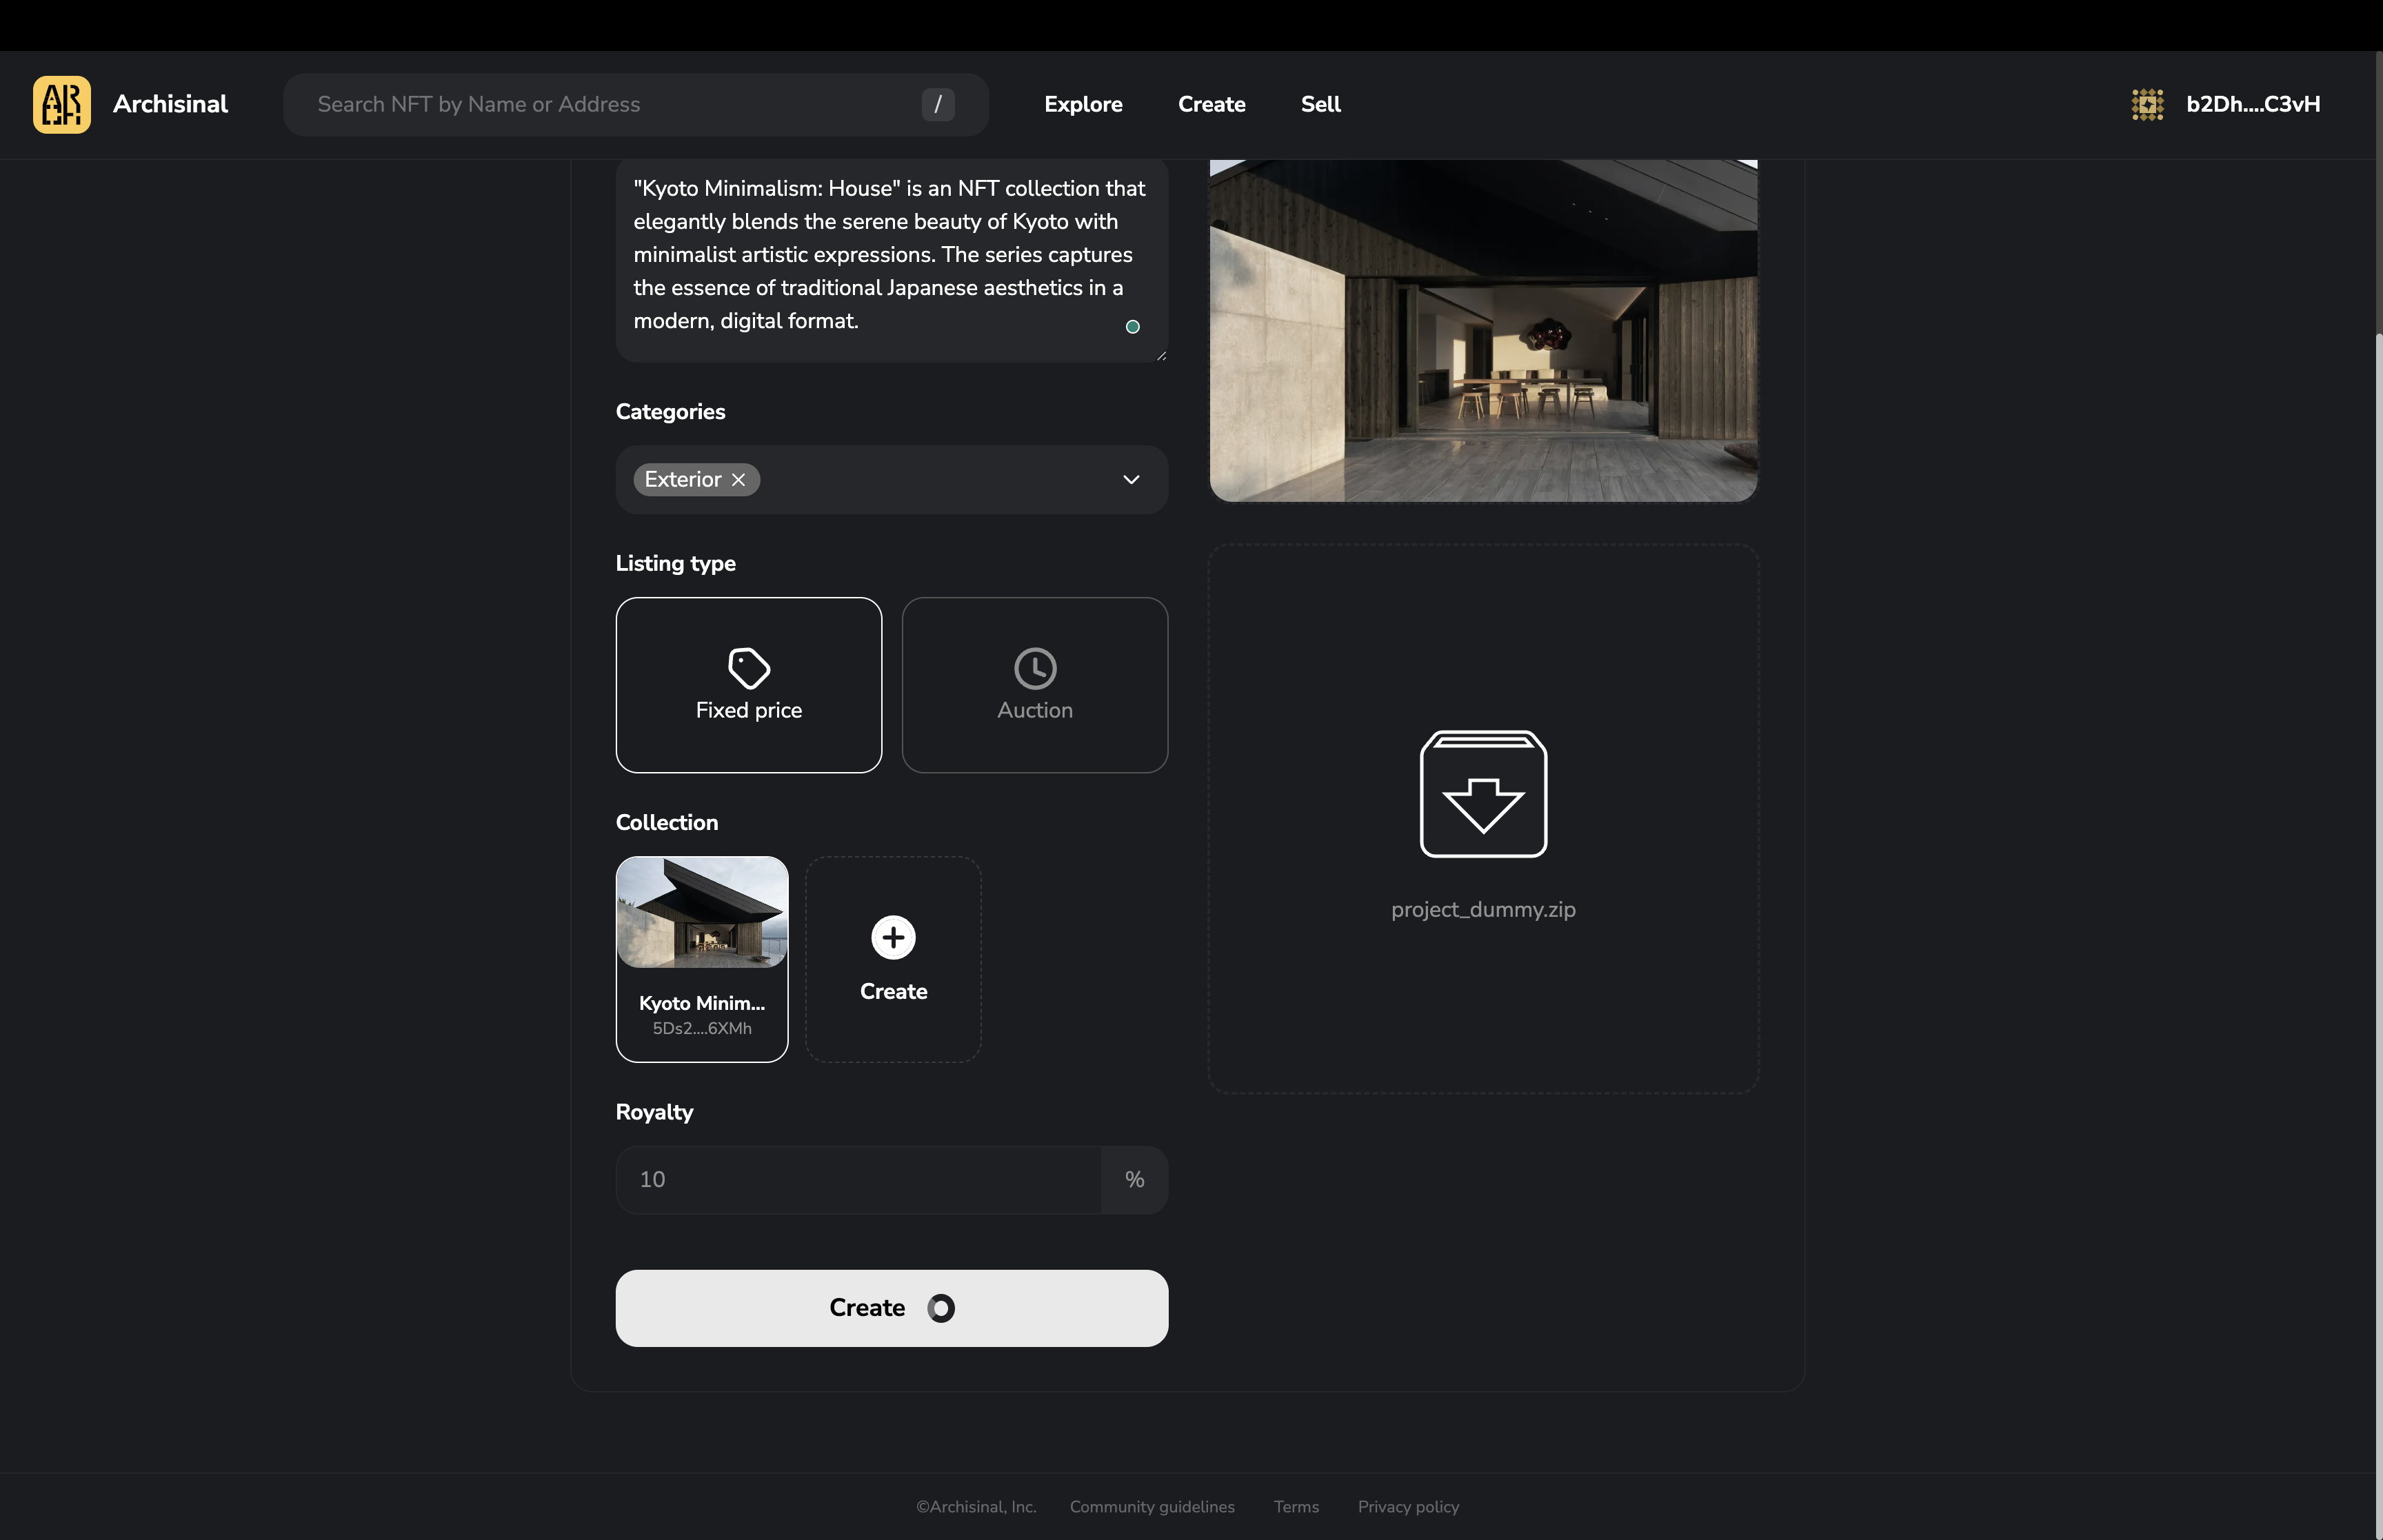 Archisinal
Search NFT by Name or Address
/
Explore
Create
Sell
b2Dh....C3vH
"Kyoto Minimalism: House" is an NFT collection that
elegantly blends the serene beauty of Kyoto with
minimalist artistic expressions. The series captures
the essence of traditional Japanese aesthetics in a
modern, digital format.
Categories
Exterior
Listing type
Fixed price
Auction
Collection
Kyoto Minim...
5Ds2....6XMh
Create
project_dummy.zip
Royalty
10
%
Create
©Archisinal, Inc.
Community guidelines
Terms
Privacy policy